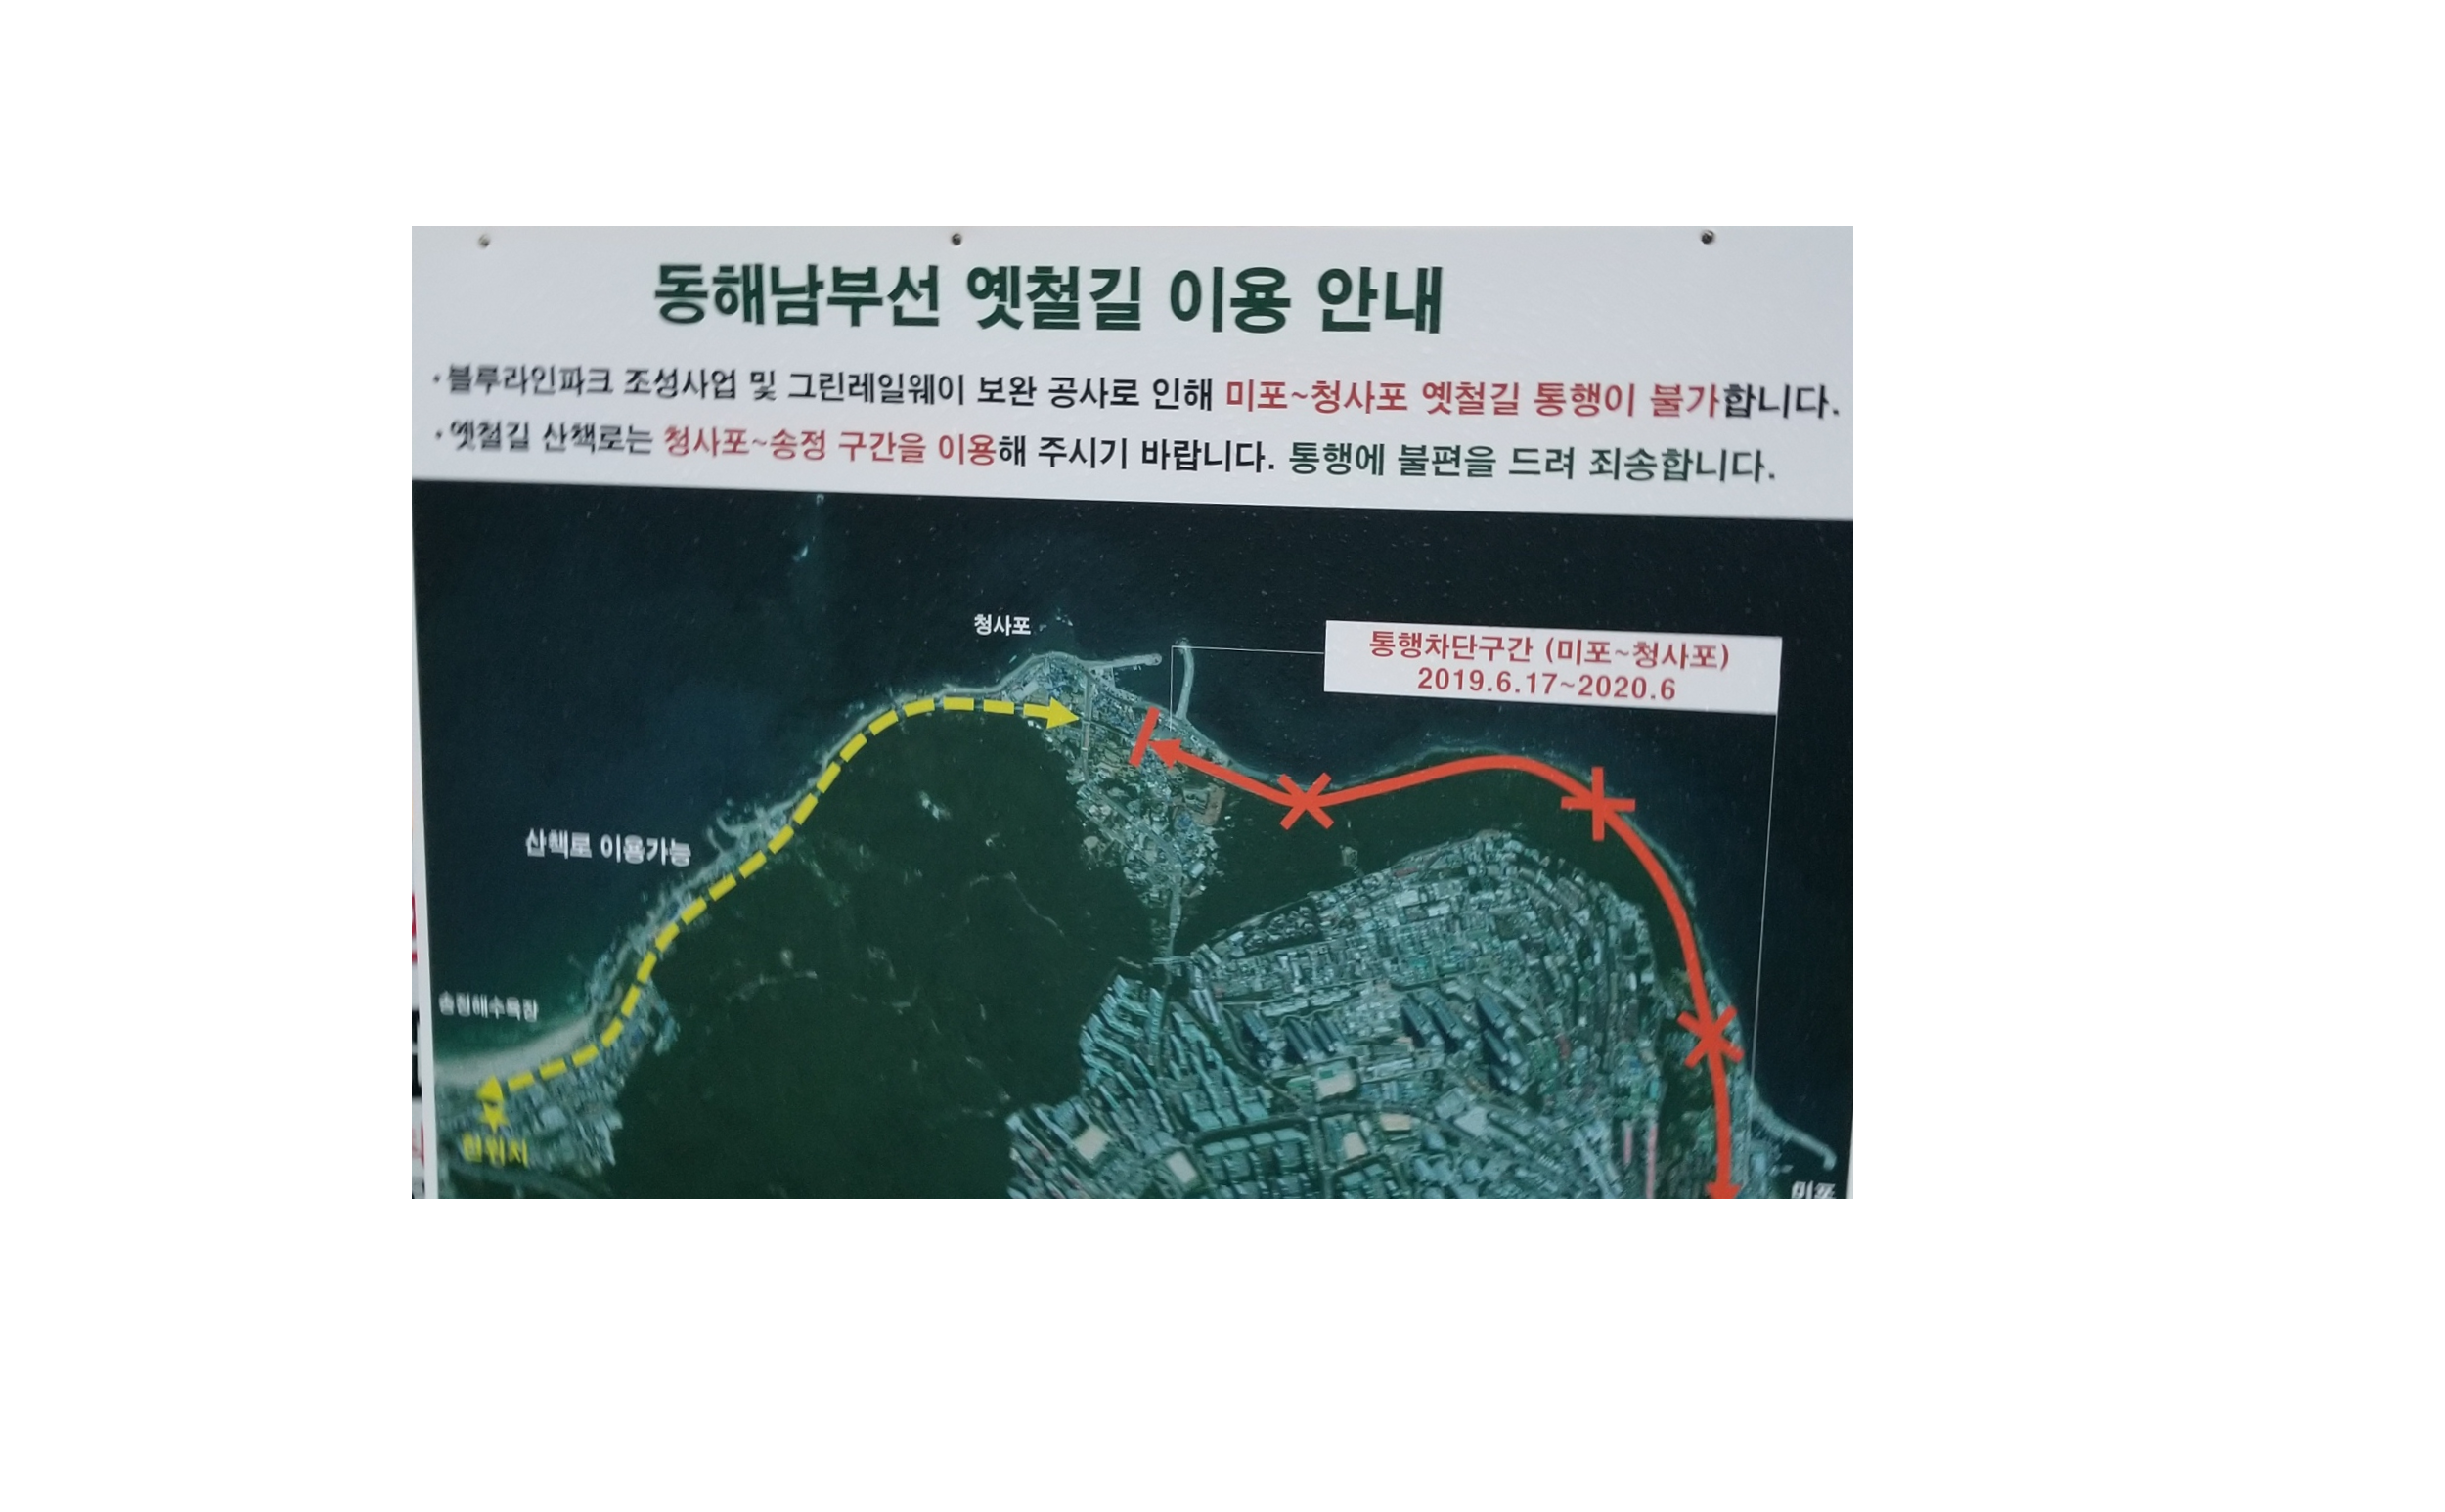 동해남부선 옛철길 이용 안내
·블루라인파크 조성사업 및 그린레일웨이 보완 공사로 인해 미포~청사포 옛철길 통행이 불가합니다.
·옛철길 산책로는 청사포~송정 구간을 이용해 주시기 바랍니다. 통행에 불편을 드려 죄송합니다.
청사포
통행차단구간 (미포~청사포)
2019.6.17~2020.6
산책로 이용가능
송정해수욕장
현위치
미포